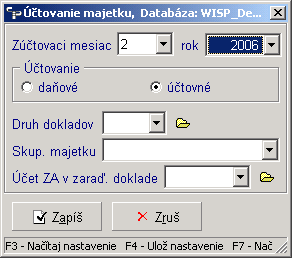 Účtovanie majetku, Databáza: WISP_De...
Zúčtovací mesiac 2 rok 2006
Účtovanie
daňové účtovné
Druh dokladov
Skup. majetku
Účet ZA v zaraď. doklade
Zapíš Zruš
F3 - Načítaj nastavenie F4 - Ulož nastavenie F7 - Nač